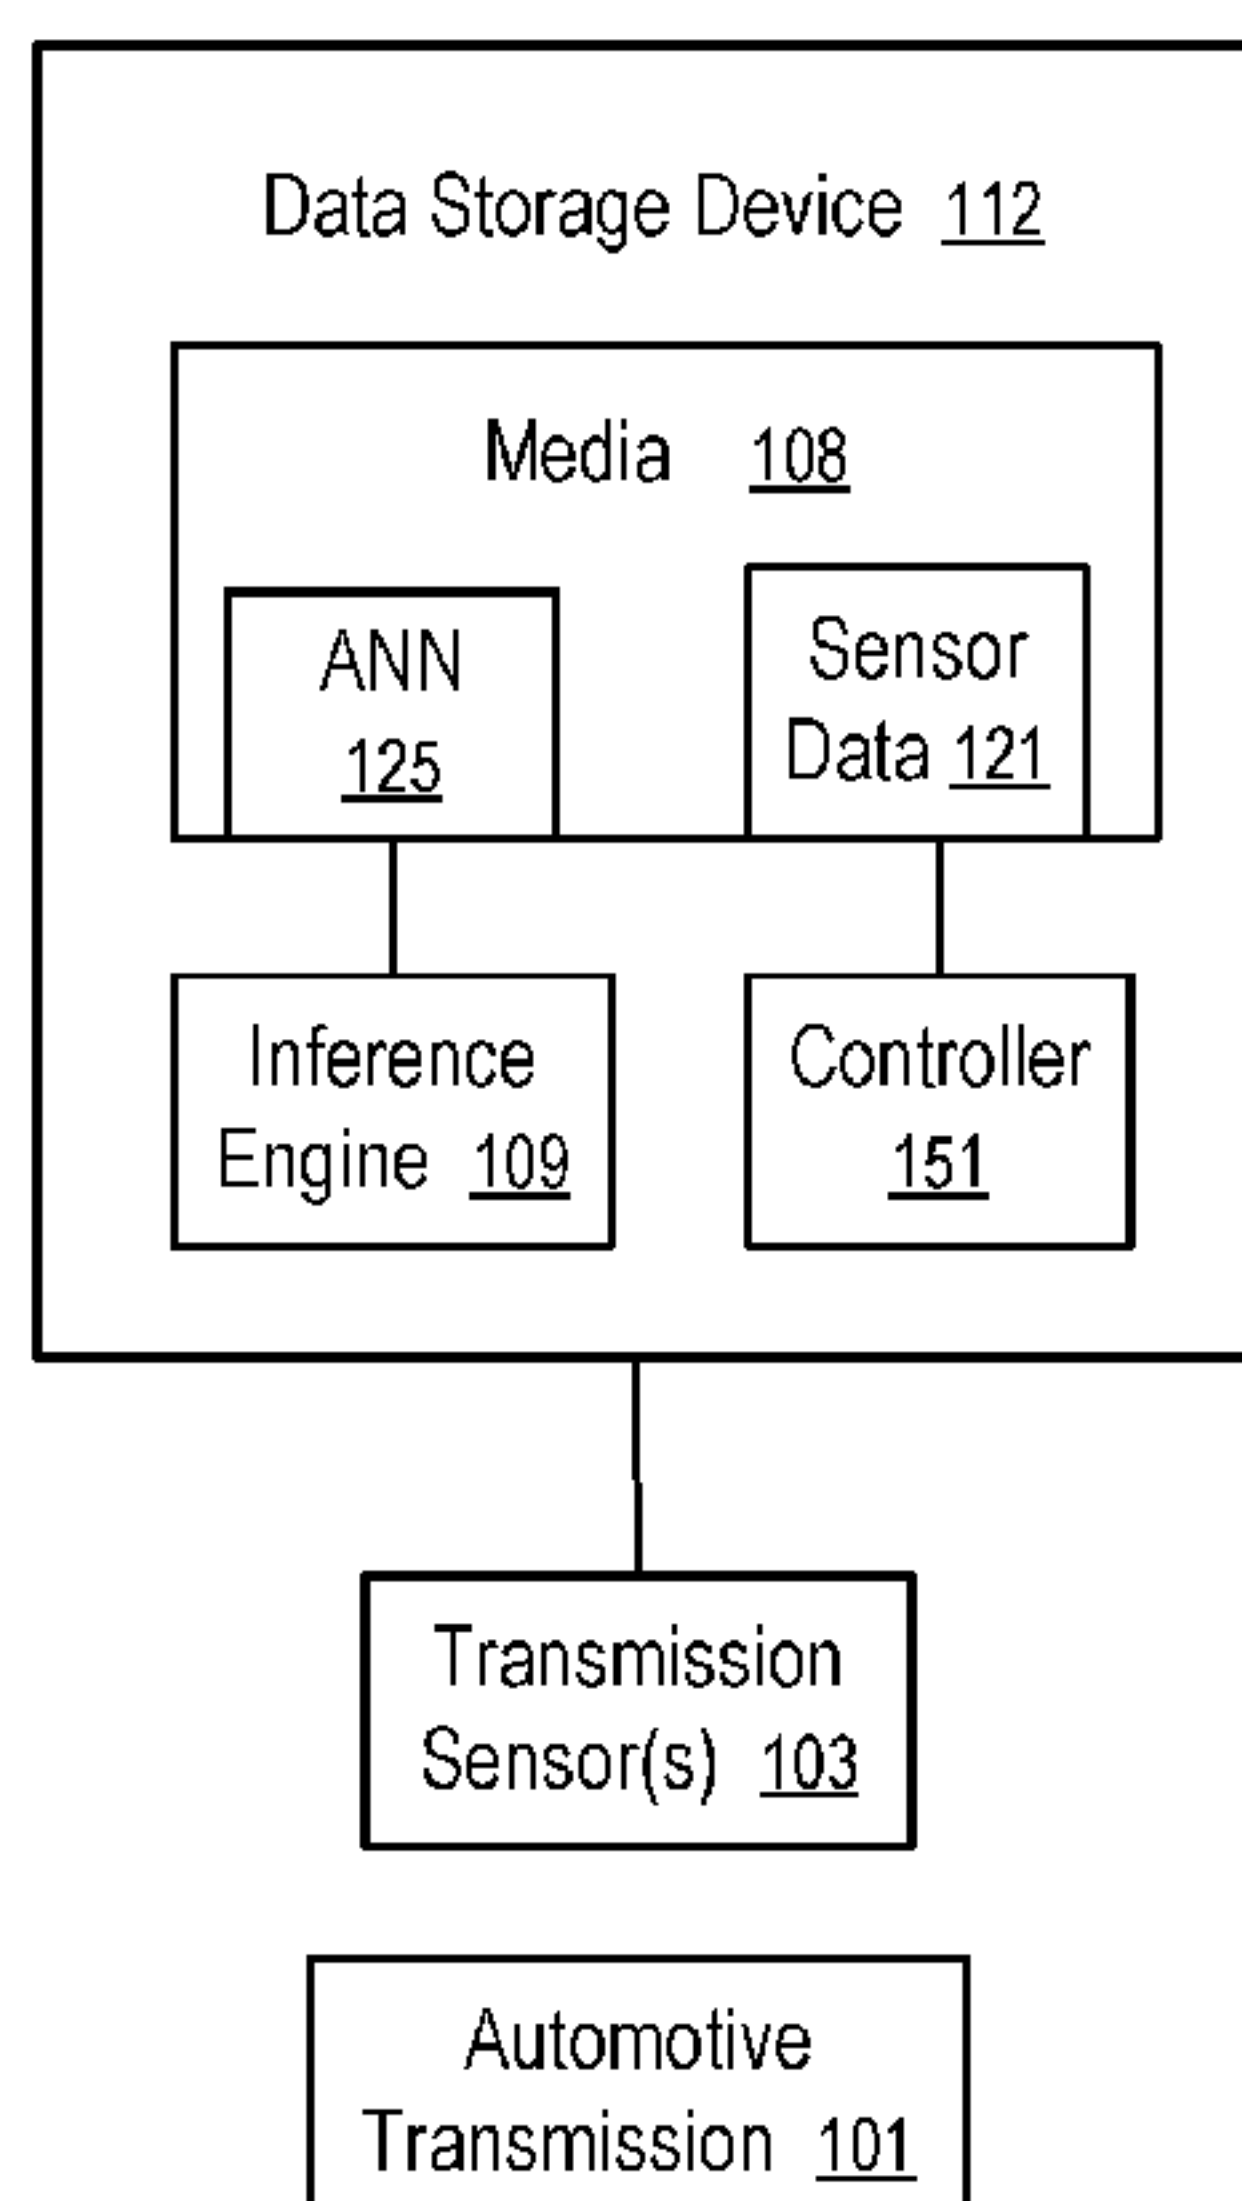 Data Storage Device 112
Media 108
ANN
125
Sensor
Data 121
Inference
Engine 109
Controller
151
Transmission
Sensor(s) 103
Automotive
Transmission 101